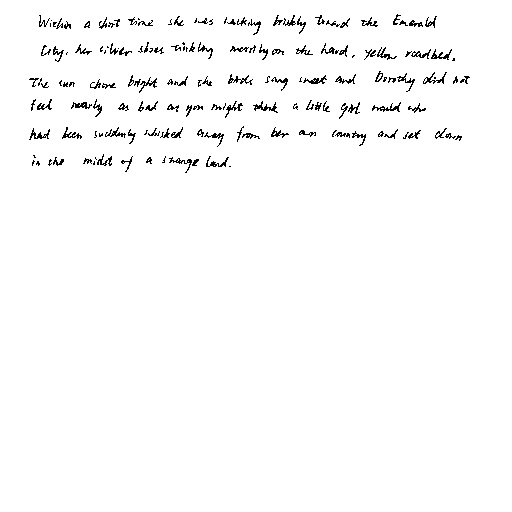 Within a short time she was walking briskly toward the Emerald
City, her silver shoes tinkling merrily on the hard, yellow roadbed.
The sun shone bright and the birds sang sweet and Dorothy did not
feel nearly as bad as you might think a little girl would who
had been suddenly whisked away from her own country and set down
in the midst of a strange land.